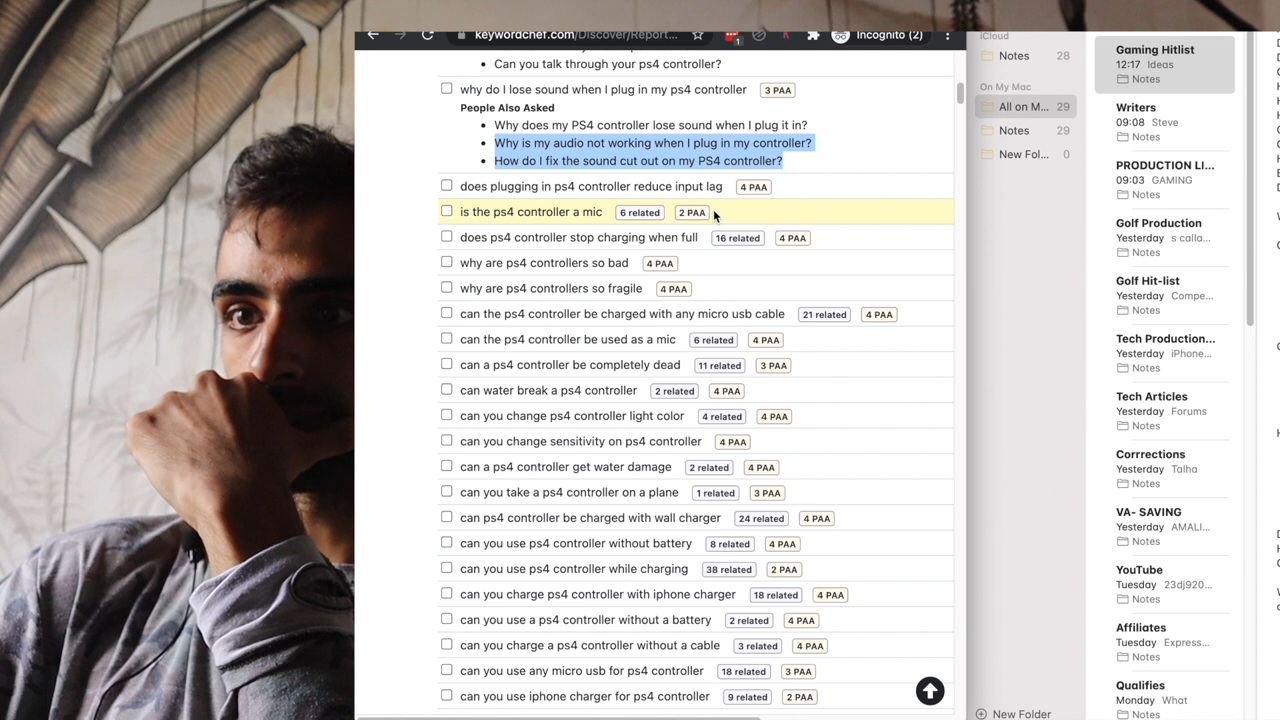 keywordchef.com/Discover/Report...
1
Incognito (2)
Can you talk through your ps4 controller?
why do I lose sound when I plug in my ps4 controller 3 PAA
People Also Asked
Why does my PS4 controller lose sound when I plug it in?
Why is my audio not working when I plug in my controller?
How do I fix the sound cut out on my PS4 controller?
does plugging in ps4 controller reduce input lag 4 PAA
is the ps4 controller a mic 6 related 2 PAA
does ps4 controller stop charging when full 16 related 4 PAA
why are ps4 controllers so bad 4 PAA
why are ps4 controllers so fragile 4 PAA
can the ps4 controller be charged with any micro usb cable 21 related 4 PAA
can the ps4 controller be used as a mic 6 related 4 PAA
can a ps4 controller be completely dead 11 related 3 PAA
can water break a ps4 controller 2 related 4 PAA
can you change ps4 controller light color 4 related 4 PAA
can you change sensitivity on ps4 controller 4 PAA
can a ps4 controller get water damage 2 related 4 PAA
can you take a ps4 controller on a plane 1 related 3 PAA
can ps4 controller be charged with wall charger 24 related 4 PAA
can you use ps4 controller without battery 8 related 4 PAA
can you use ps4 controller while charging 38 related 2 PAA
can you charge ps4 controller with iphone charger 18 related 4 PAA
can you use a ps4 controller without a battery 2 related 4 PAA
can you charge a ps4 controller without a cable 3 related 4 PAA
can you use any micro usb for ps4 controller 18 related 3 PAA
can you use iphone charger for ps4 controller 9 related 2 PAA
iCloud
Notes 28
On My Mac
All on M... 29
Notes 29
New Fol... 0
New Folder
Gaming Hitlist
12:17 Ideas
Notes
Writers
09:08 Steve
Notes
PRODUCTION LI...
09:03 GAMING
Notes
Golf Production
Yesterday s calla...
Notes
Golf Hit-list
Yesterday Compe...
Notes
Tech Production...
Yesterday iPhone...
Notes
Tech Articles
Yesterday Forums
Notes
Corrrections
Yesterday Talha
Notes
VA- SAVING
Yesterday AMALI...
Notes
YouTube
Tuesday 23dj920...
Notes
Affiliates
Tuesday Express...
Notes
Qualifies
Monday What
Notes